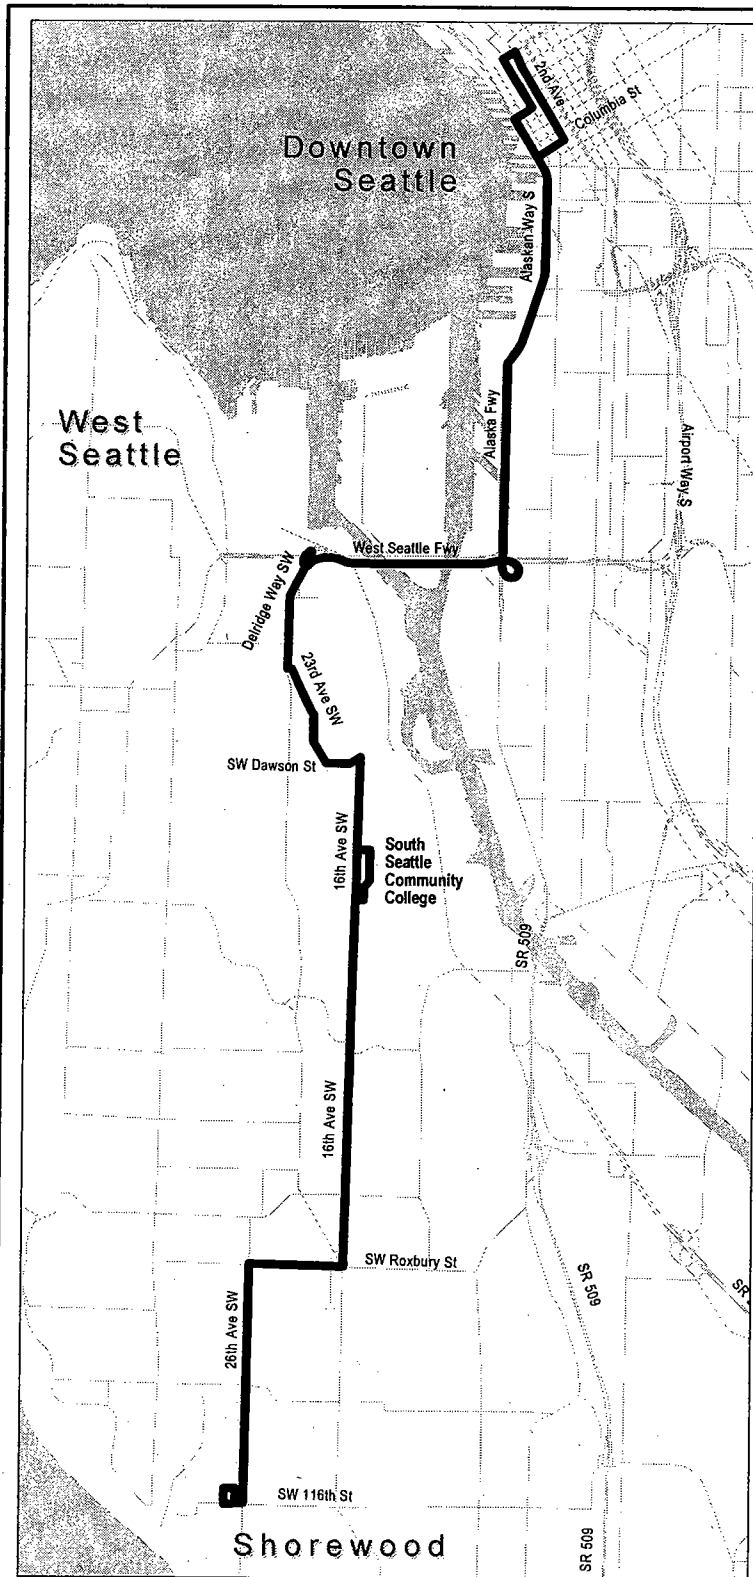 2nd Ave
Columbia St
Downtown
Seattle
Alaskan Way S
West
Seattle
Alaska Fwy
Airport Way S
West Seattle Fwy
Delridge Way SW
23rd Ave SW
SW Dawson St
16th Ave SW
South
Seattle
Community
College
SR 509
16th Ave SW
SW Roxbury St
SR 509
SR
26th Ave SW
SW 116th St
Shorewood
SR 509